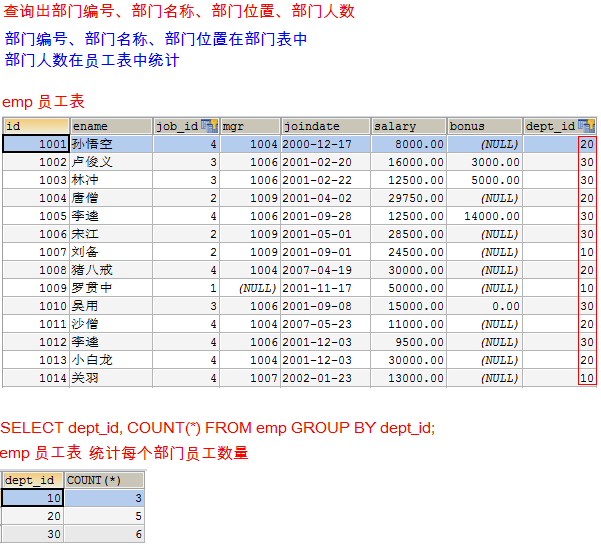 查询出部门编号、部门名称、部门位置、部门人数
部门编号、部门名称、部门位置在部门表中
部门人数在员工表中统计
emp 员工表
id ename job_id mgr joindate salary bonus dept_id
1001 孙悟空 4 1004 2000-12-17 8000.00 (NULL) 20
1002 卢俊义 3 1006 2001-02-20 16000.00 3000.00 30
1003 林冲 3 1006 2001-02-22 12500.00 5000.00 30
1004 唐僧 2 1009 2001-04-02 29750.00 (NULL) 20
1005 李逵 4 1006 2001-09-28 12500.00 14000.00 30
1006 宋江 2 1009 2001-05-01 28500.00 (NULL) 30
1007 刘备 2 1009 2001-09-01 24500.00 (NULL) 10
1008 猪八戒 4 1004 2007-04-19 30000.00 (NULL) 20
1009 罗贯中 1 (NULL) 2001-11-17 50000.00 (NULL) 10
1010 吴用 3 1006 2001-09-08 15000.00 0.00 30
1011 沙僧 4 1004 2007-05-23 11000.00 (NULL) 20
1012 李逵 4 1006 2001-12-03 9500.00 (NULL) 30
1013 小白龙 4 1004 2001-12-03 30000.00 (NULL) 20
1014 关羽 4 1007 2002-01-23 13000.00 (NULL) 10
SELECT dept_id, COUNT(*) FROM emp GROUP BY dept_id;
emp 员工表 统计每个部门员工数量
dept_id COUNT(*)
10 3
20 5
30 6